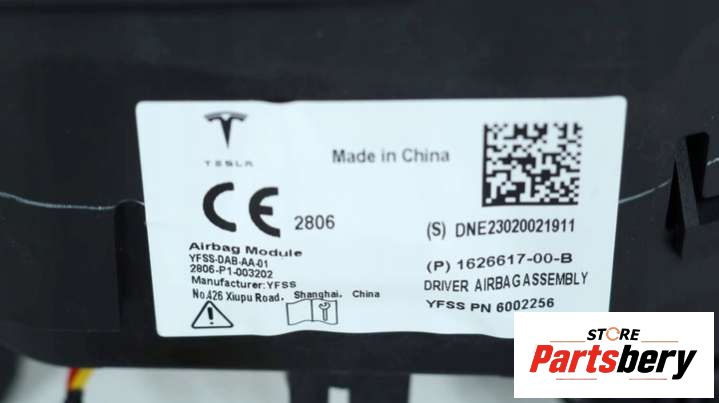 TESLA
Made in China
CE 2806
(S) DNE23020021911
Airbag Module
YFSS-DAB-AA-01
2806-P1-003202
Manufacturer:YFSS
No.426 Xiupu Road, Shanghai, China
(P) 1626617-00-B
DRIVER AIRBAG ASSEMBLY
YFSS PN 6002256
STORE
Partsbery